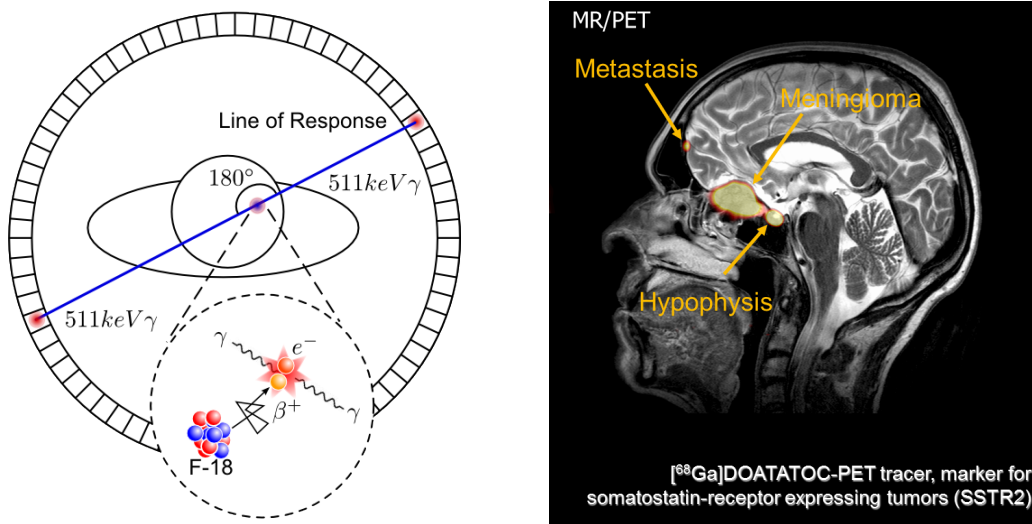 Line of Response
180°
511keVγ
511keVγ
γ
e⁻
β⁺
γ
F-18
MR/PET
Metastasis
Meningioma
Hypophysis
[⁶⁸Ga]DOATATOC-PET tracer, marker for
somatostatin-receptor expressing tumors (SSTR2)